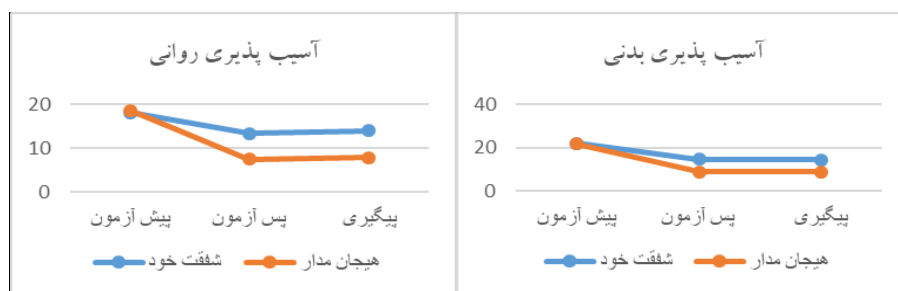 آسیب پذیری بدنی
40
20
0
پیش آزمون پس آزمون پیگیری
شفقت خود هیجان مدار
آسیب پذیری روانی
20
10
0
پیش آزمون پس آزمون پیگیری
شفقت خود هیجان مدار